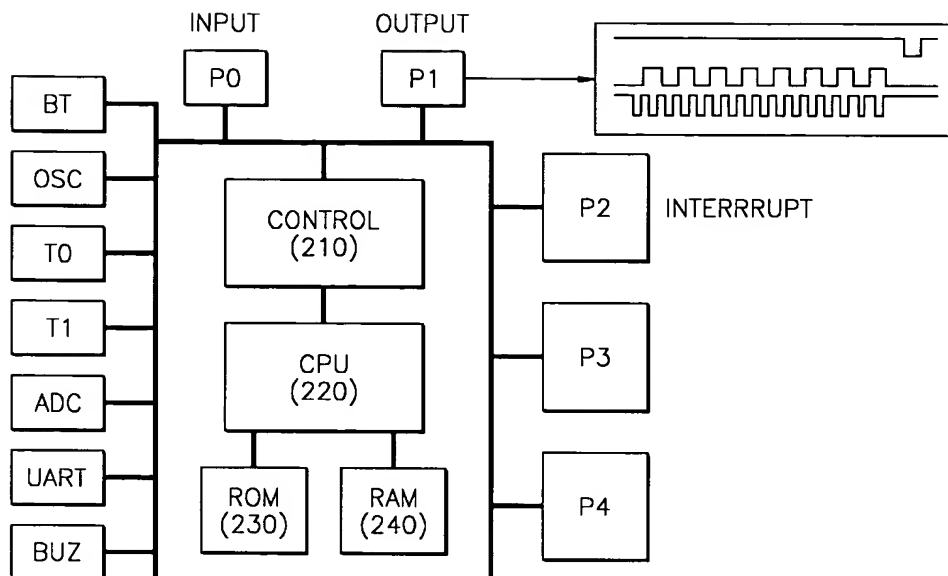 INPUT
OUTPUT
P0
P1
BT
OSC
T0
T1
ADC
UART
BUZ
CONTROL
(210)
CPU
(220)
ROM
(230)
RAM
(240)
P2
INTERRRUPT
P3
P4